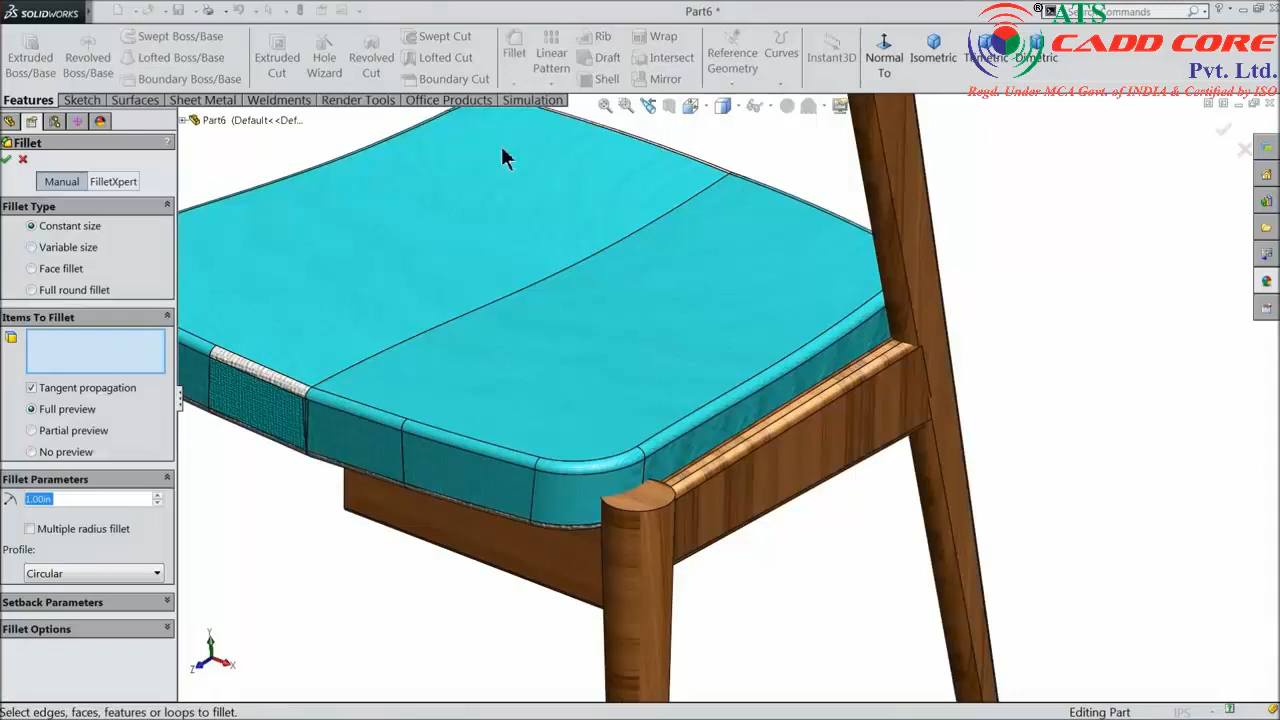 SOLIDWORKS
Part6 *
Commands
ATS
CADD CORE
Pvt. Ltd.
Regd. Under MCA Govt. of INDIA & Certified by ISO
Extruded Boss/Base
Revolved Boss/Base
Swept Boss/Base
Lofted Boss/Base
Boundary Boss/Base
Extruded Cut
Hole Wizard
Revolved Cut
Swept Cut
Lofted Cut
Boundary Cut
Fillet
Linear Pattern
Rib
Draft
Shell
Wrap
Intersect
Mirror
Reference Geometry
Curves
Instant3D
Normal To
Isometric
Dimetric
Features
Sketch
Surfaces
Sheet Metal
Weldments
Render Tools
Office Products
Simulation
Part6 (Default<<Def...
Fillet
?
Manual
FilletXpert
Fillet Type
Constant size
Variable size
Face fillet
Full round fillet
Items To Fillet
Tangent propagation
Full preview
Partial preview
No preview
Fillet Parameters
1.00in
Multiple radius fillet
Profile:
Circular
Setback Parameters
Fillet Options
Y
Z
X
Select edges, faces, features or loops to fillet.
Editing Part
IPS